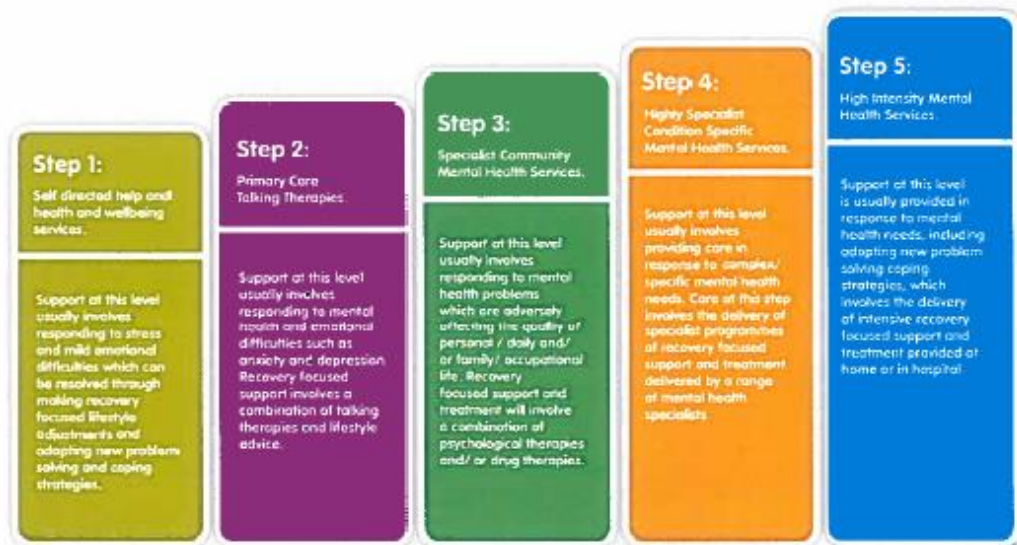 Step 1:
Self directed help and
health and wellbeing
services.
Support at this level
usually involves
responding to stress
and mild emotional
difficulties which can
be resolved through
making recovery
focused lifestyle
adjustments and
adopting new problem
solving and coping
strategies.
Step 2:
Primary Care
Talking Therapies.
Support at this level
usually involves
responding to mental
health and emotional
difficulties such as
anxiety and depression
Recovery focused
support involves a
combination of talking
therapies and lifestyle
advice.
Step 3:
Specialist Community
Mental Health Services.
Support at this level
usually involves
responding to mental
health problems
which are adversely
affecting the quality of
personal / daily and/
or family/ occupational
life. Recovery
focused support and
treatment will involve
a combination of
psychological therapies
and/ or drug therapies.
Step 4:
Highly Specialist
Condition Specific
Mental Health Services.
Support at this level
usually involves
providing care in
response to complex/
specific mental health
needs. Care at this step
involves the delivery of
specialist programmes
of recovery focused
support and treatment
delivered by a range
of mental health
specialists
Step 5:
High Intensity Mental
Health Services.
Support at this level
is usually provided in
response to mental
health needs, including
adopting new problem
solving coping
strategies, which
involves the delivery
of intensive recovery
focused support and
treatment provided at
home or in hospital